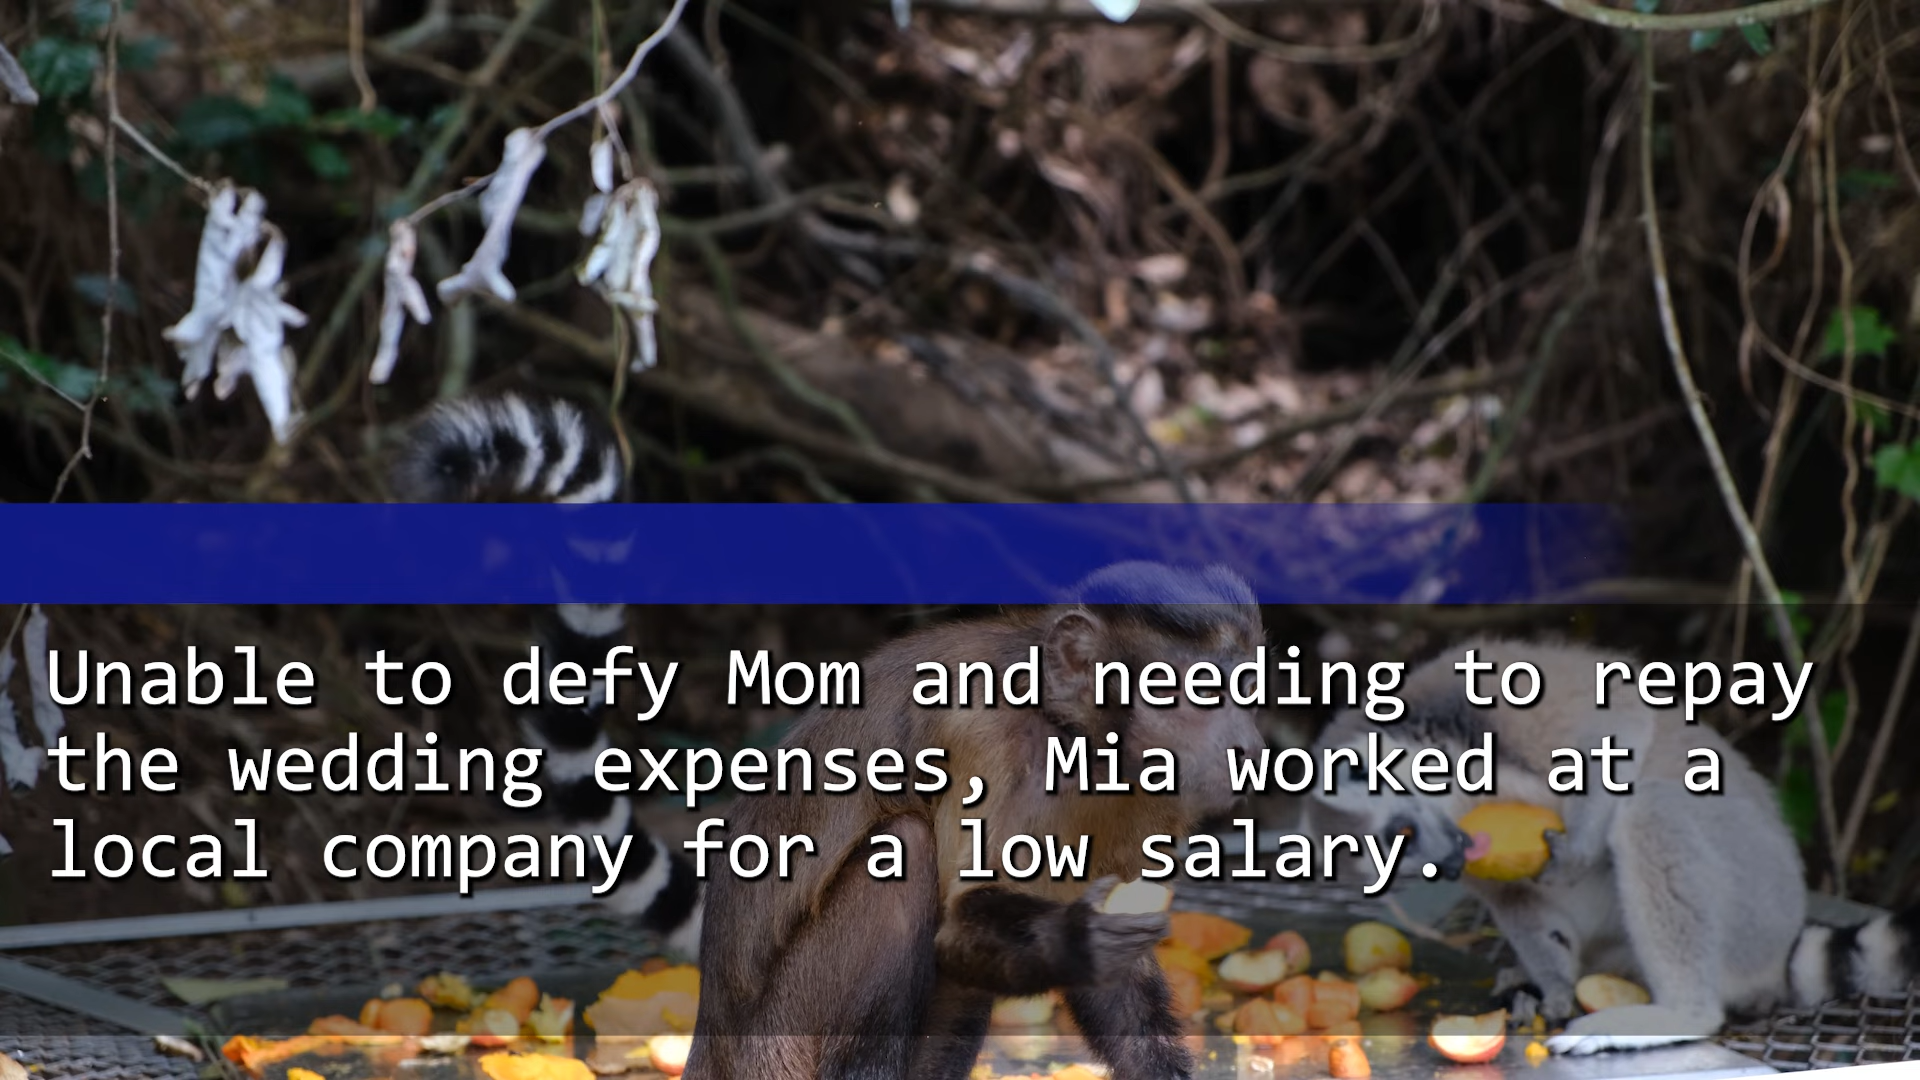 Unable to defy Mom and needing to repay
the wedding expenses, Mia worked at a
local company for a low salary.